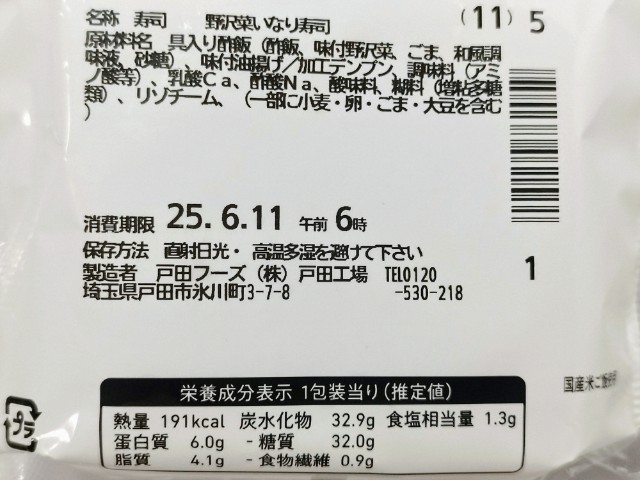 名称 寿司 野沢菜いなり寿司 (11) 5
原材料名 具入り酢飯(酢飯、味付野沢菜、ごま、和風調
味液、砂糖)、味付油揚げ/加工デンプン、調味料(アミ
ノ酸等)、乳酸Ca、酢酸Na、酸味料、糊料(増粘多糖
類)、リゾチーム、(一部に小麦・卵・ごま・大豆を含む
)
消費期限 25.6.11 午前 6時
保存方法 直射日光・高温多湿を避けて下さい
製造者 戸田フーズ(株)戸田工場 TEL0120 1
埼玉県戸田市氷川町3-7-8 -530-218
国産米ご飯使用
栄養成分表示 1包装当り(推定値)
熱量 191kcal 炭水化物 32.9g 食塩相当量 1.3g
蛋白質 6.0g - 糖質 32.0g
脂質 4.1g - 食物繊維 0.9g
プラ